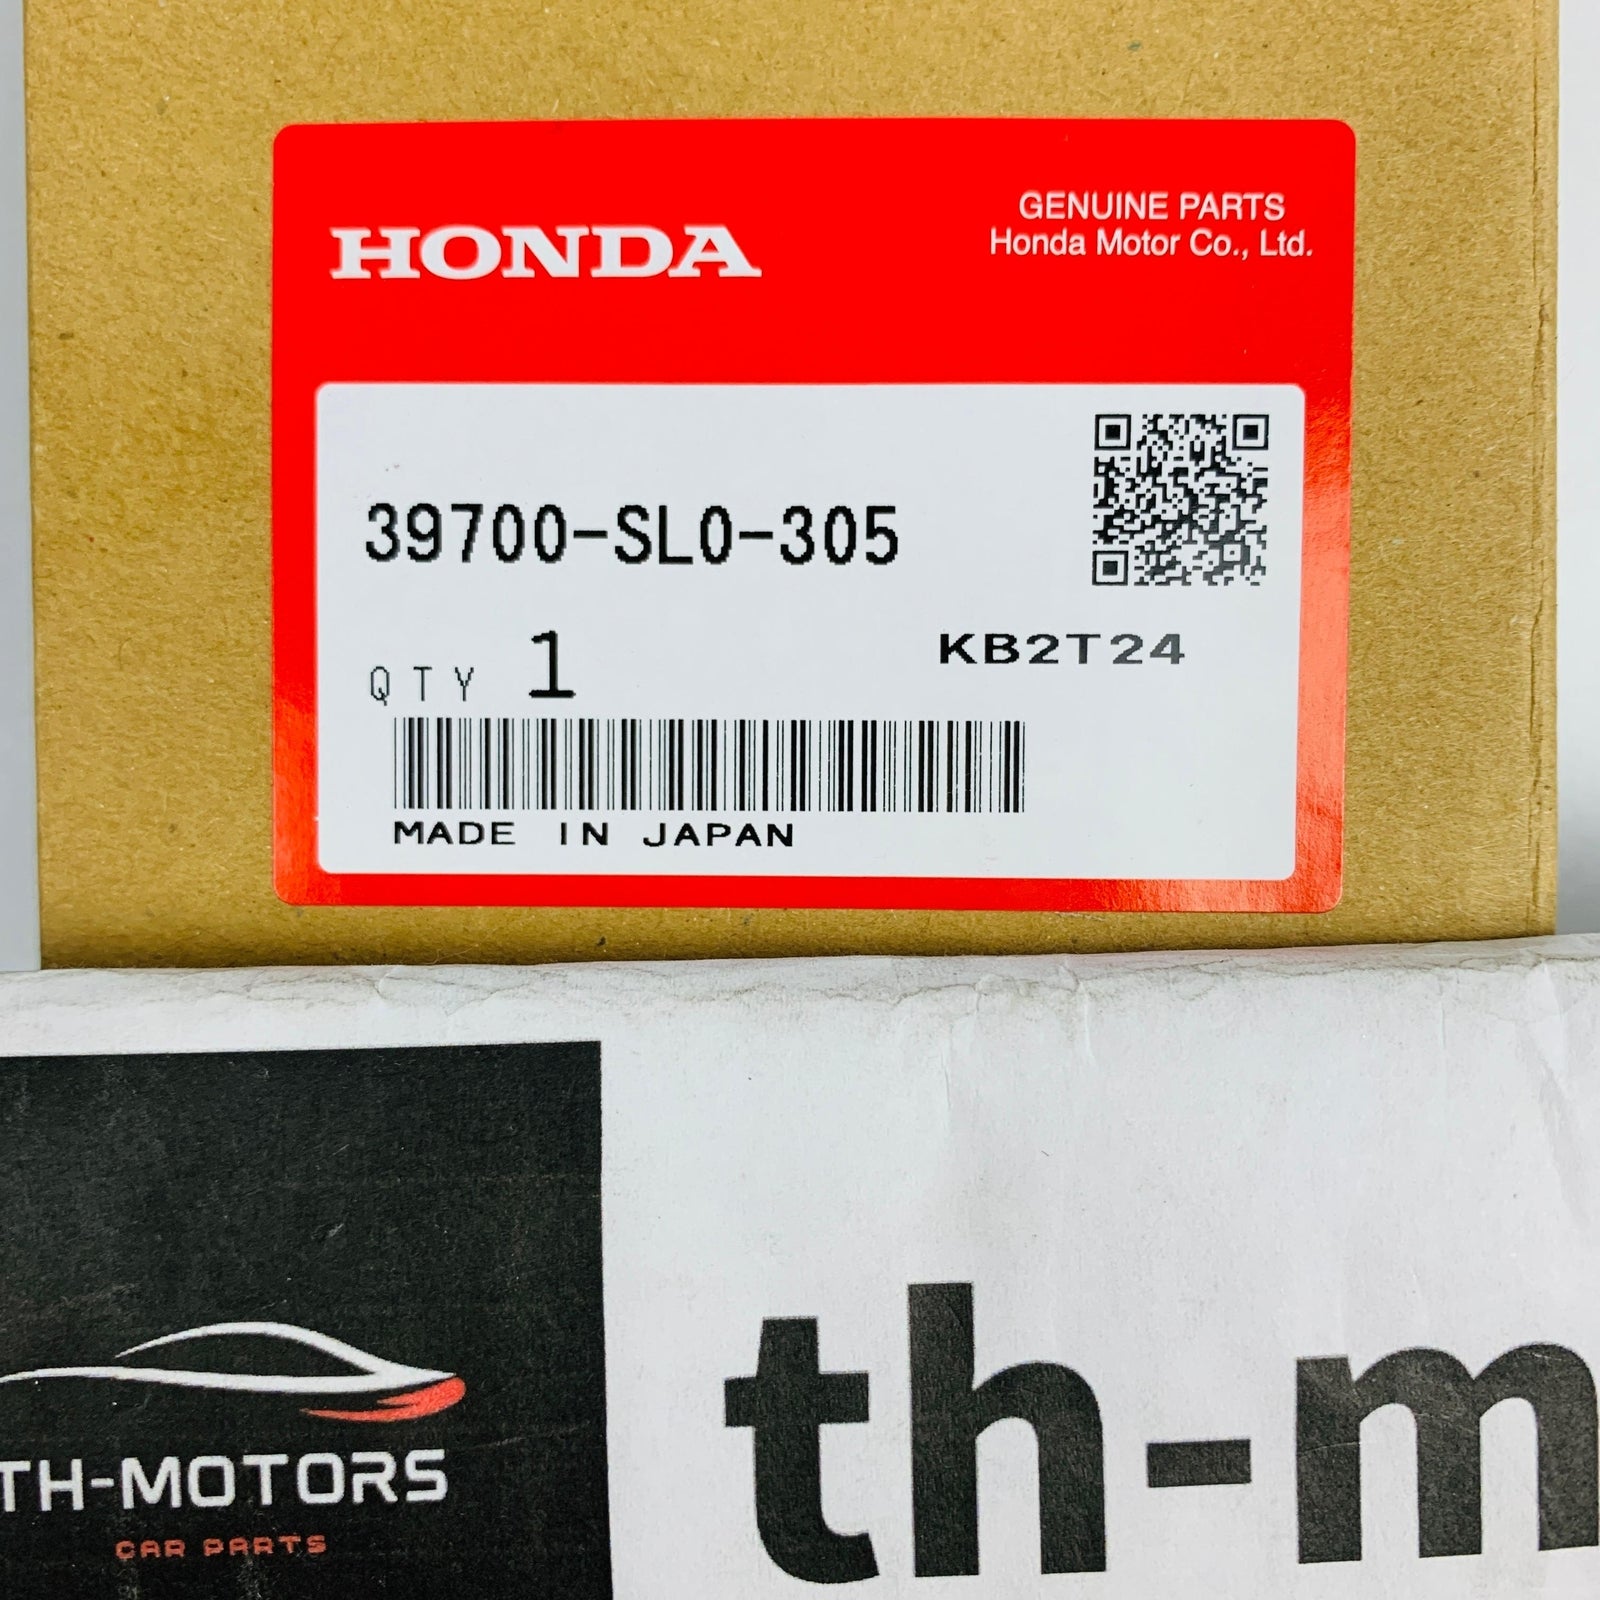 HONDA
GENUINE PARTS
Honda Motor Co., Ltd.
39700-SL0-305
QTY 1
KB2T24
MADE IN JAPAN
TH-MOTORS
CAR PARTS
th-m